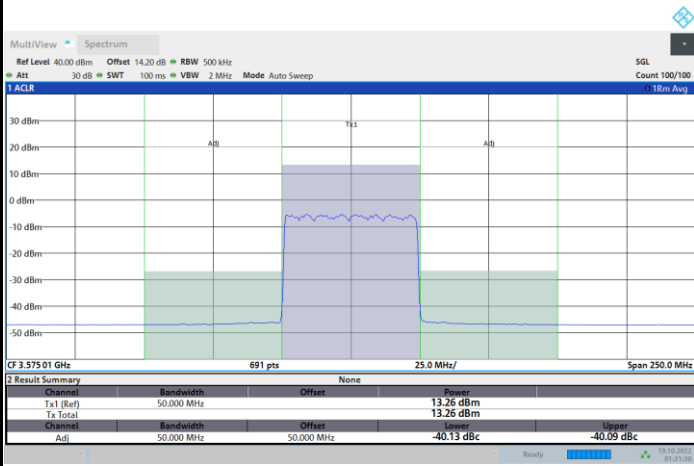 MultiView Spectrum
Ref Level 40.00 dBm Offset 14.20 dB RBW 500 kHz SGL
Att 30 dB SWT 100 ms VBW 2 MHz Mode Auto Sweep Count 100/100
1 ACLR 1Rm Avg
Tx1
Adj Adj
30 dBm
20 dBm
10 dBm
0 dBm
-10 dBm
-20 dBm
-30 dBm
-40 dBm
-50 dBm
CF 3.575 01 GHz 691 pts 25.0 MHz/ Span 250.0 MHz
2 Result Summary None
Channel Bandwidth Offset Power
Tx1 (Ref) 50.000 MHz 13.26 dBm
Tx Total 13.26 dBm
Channel Bandwidth Offset Lower Upper
Adj 50.000 MHz 50.000 MHz -40.13 dBc -40.09 dBc
Ready 19.10.2022
01:21:30